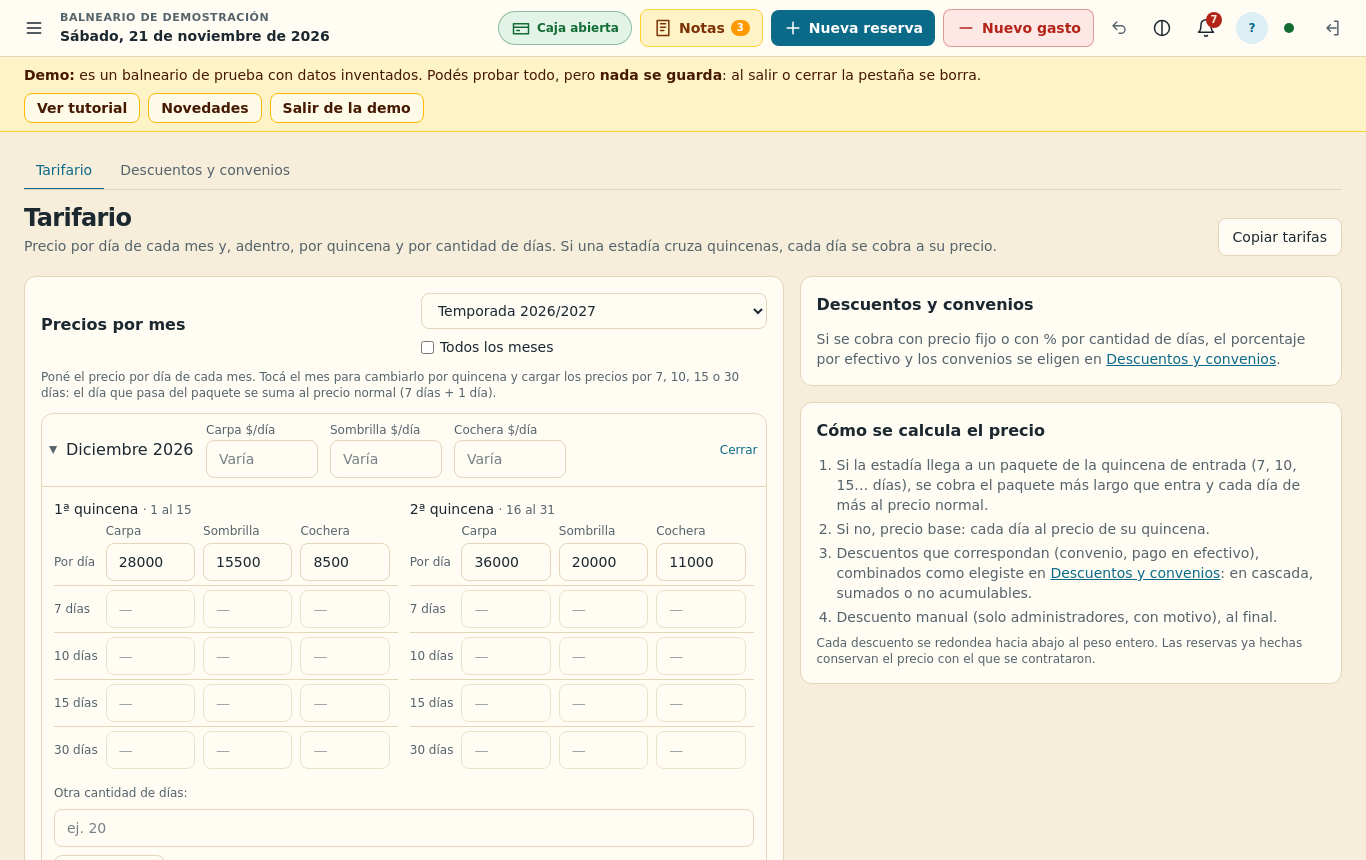 BALNEARIO DE DEMOSTRACIÓN
Sábado, 21 de noviembre de 2026
Caja abierta
Notas 3
Nueva reserva
Nuevo gasto
7
?
Demo: es un balneario de prueba con datos inventados. Podés probar todo, pero nada se guarda: al salir o cerrar la pestaña se borra.
Ver tutorial
Novedades
Salir de la demo
Tarifario
Descuentos y convenios
Tarifario
Precio por día de cada mes y, adentro, por quincena y por cantidad de días. Si una estadía cruza quincenas, cada día se cobra a su precio.
Copiar tarifas
Precios por mes
Temporada 2026/2027
Todos los meses
Poné el precio por día de cada mes. Tocá el mes para cambiarlo por quincena y cargar los precios por 7, 10, 15 o 30
días: el día que pasa del paquete se suma al precio normal (7 días + 1 día).
▼ Diciembre 2026
Carpa $/día
Varía
Sombrilla $/día
Varía
Cochera $/día
Varía
Cerrar
1ª quincena · 1 al 15
Carpa Sombrilla Cochera
Por día 28000 15500 8500
7 días — — —
10 días — — —
15 días — — —
30 días — — —
2ª quincena · 16 al 31
Carpa Sombrilla Cochera
Por día 36000 20000 11000
7 días — — —
10 días — — —
15 días — — —
30 días — — —
Otra cantidad de días:
ej. 20
Descuentos y convenios
Si se cobra con precio fijo o con % por cantidad de días, el porcentaje
por efectivo y los convenios se eligen en Descuentos y convenios.
Cómo se calcula el precio
1. Si la estadía llega a un paquete de la quincena de entrada (7, 10,
15… días), se cobra el paquete más largo que entra y cada día de
más al precio normal.
2. Si no, precio base: cada día al precio de su quincena.
3. Descuentos que correspondan (convenio, pago en efectivo),
combinados como elegiste en Descuentos y convenios: en cascada,
sumados o no acumulables.
4. Descuento manual (solo administradores, con motivo), al final.
Cada descuento se redondea hacia abajo al peso entero. Las reservas ya hechas
conservan el precio con el que se contrataron.